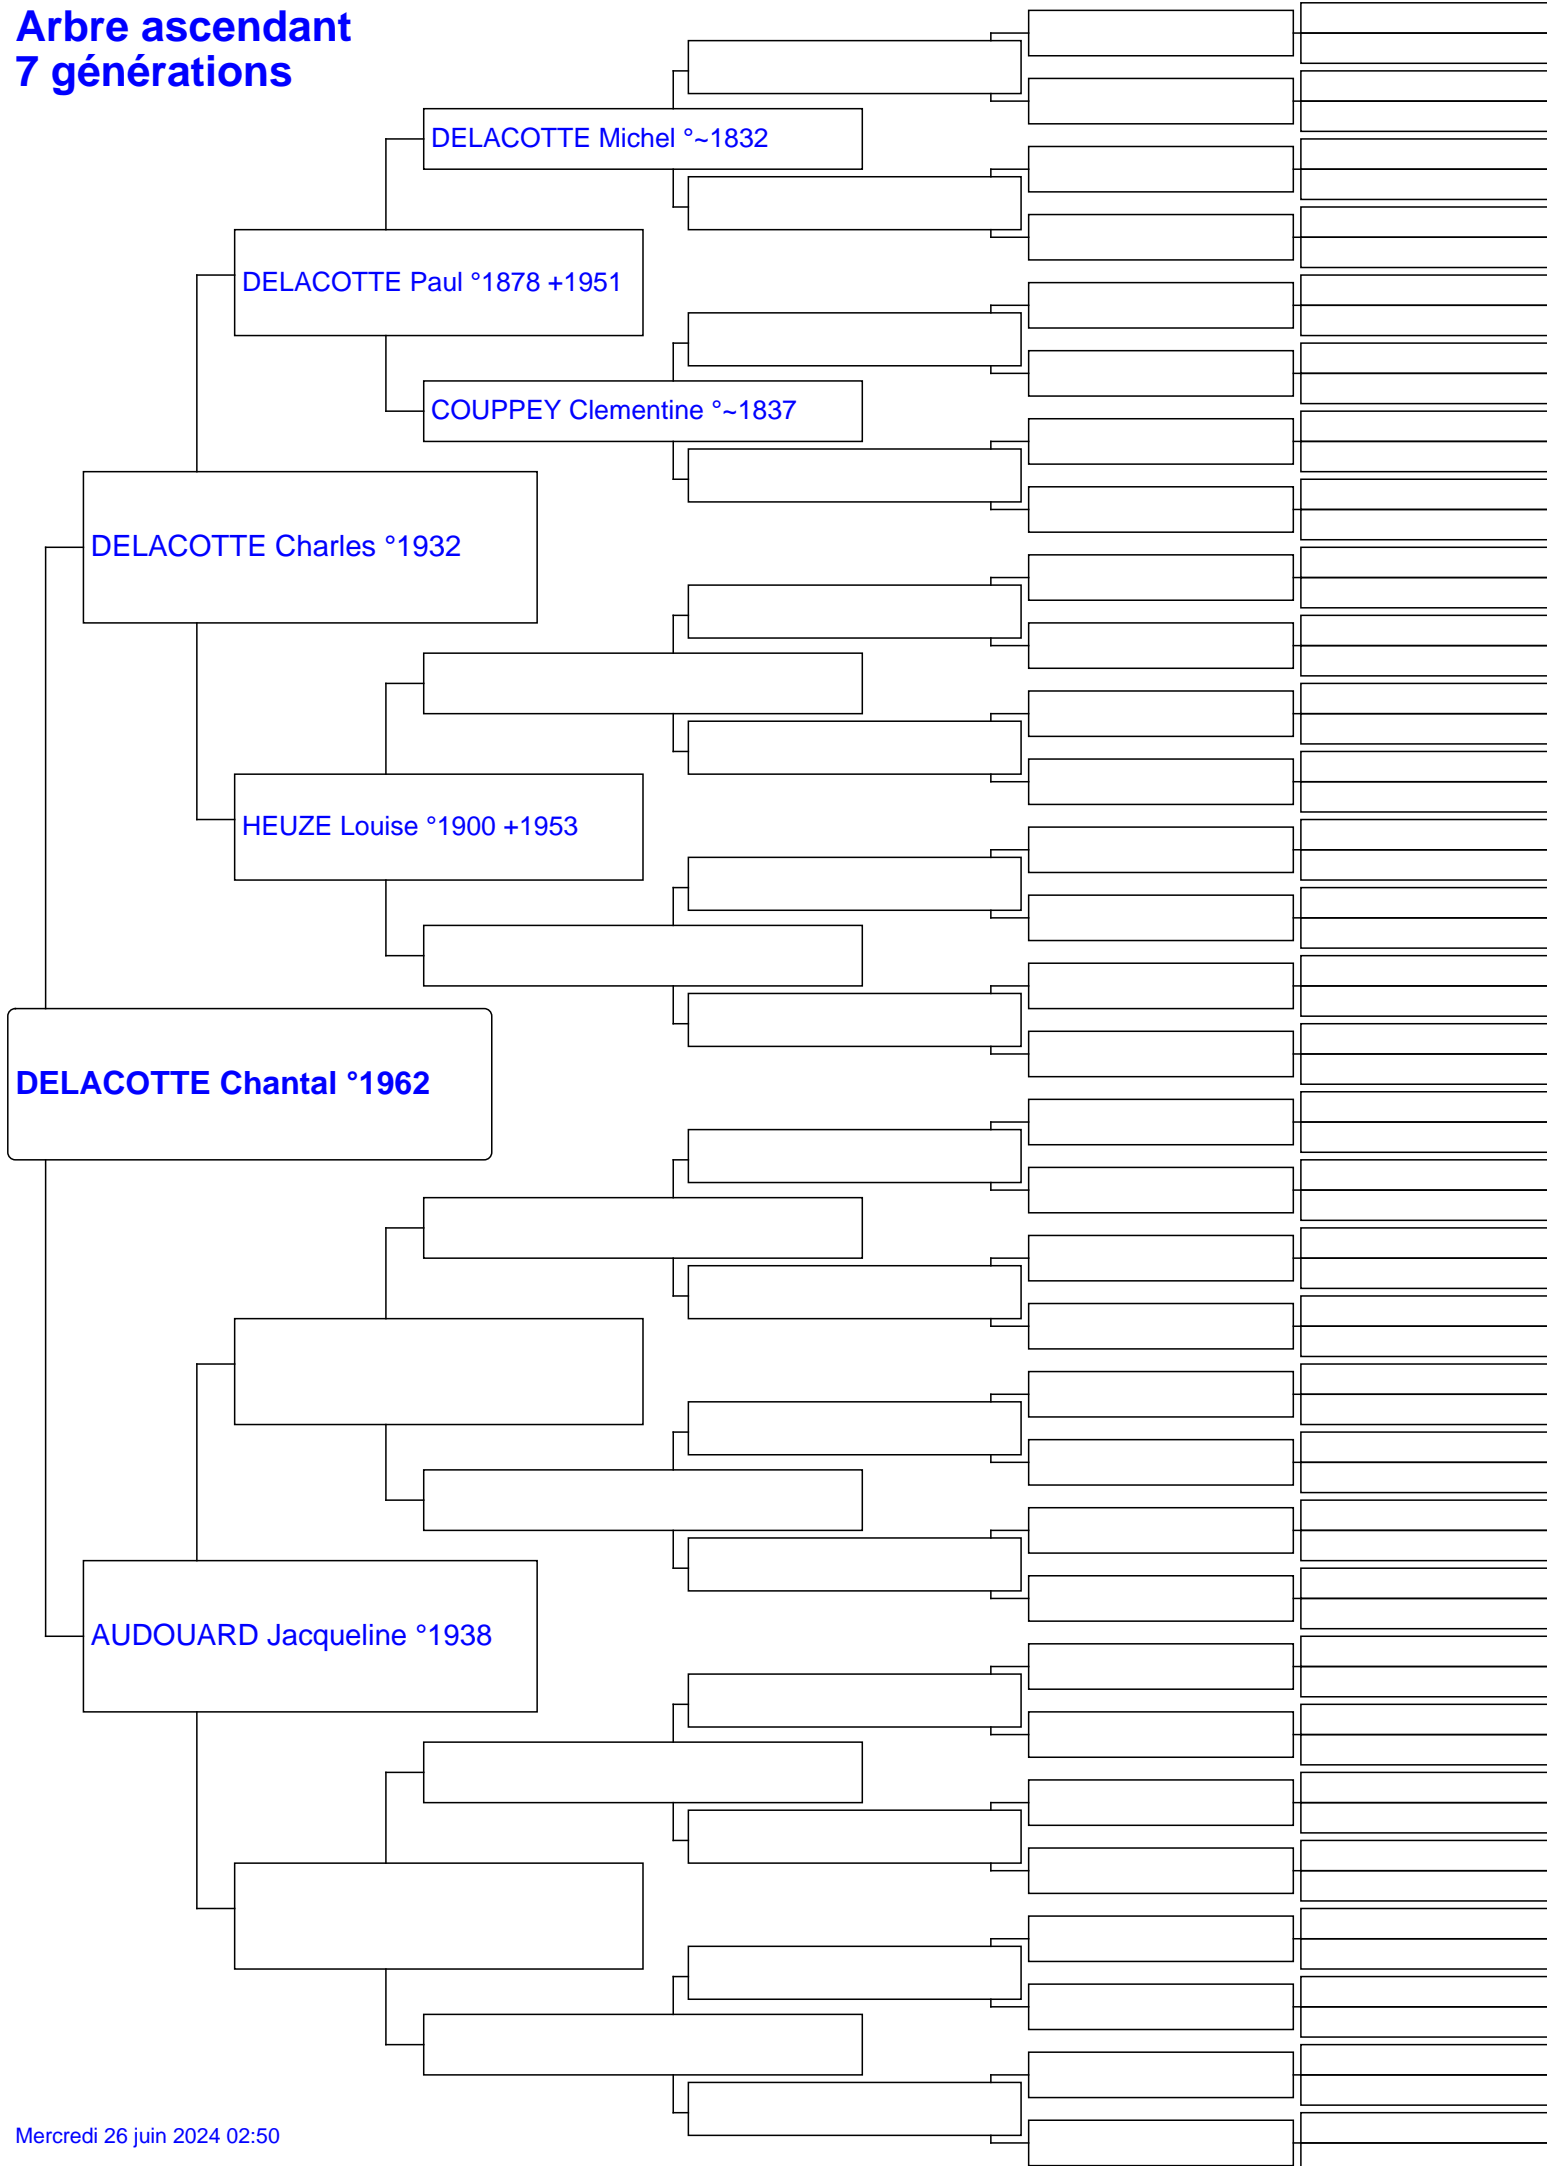 Arbre ascendant
7 générations
DELACOTTE Michel °~1832
DELACOTTE Paul °1878 +1951
COUPPEY Clementine °~1837
DELACOTTE Charles °1932
HEUZE Louise °1900 +1953
DELACOTTE Chantal °1962
AUDOUARD Jacqueline °1938
Mercredi 26 juin 2024 02:50